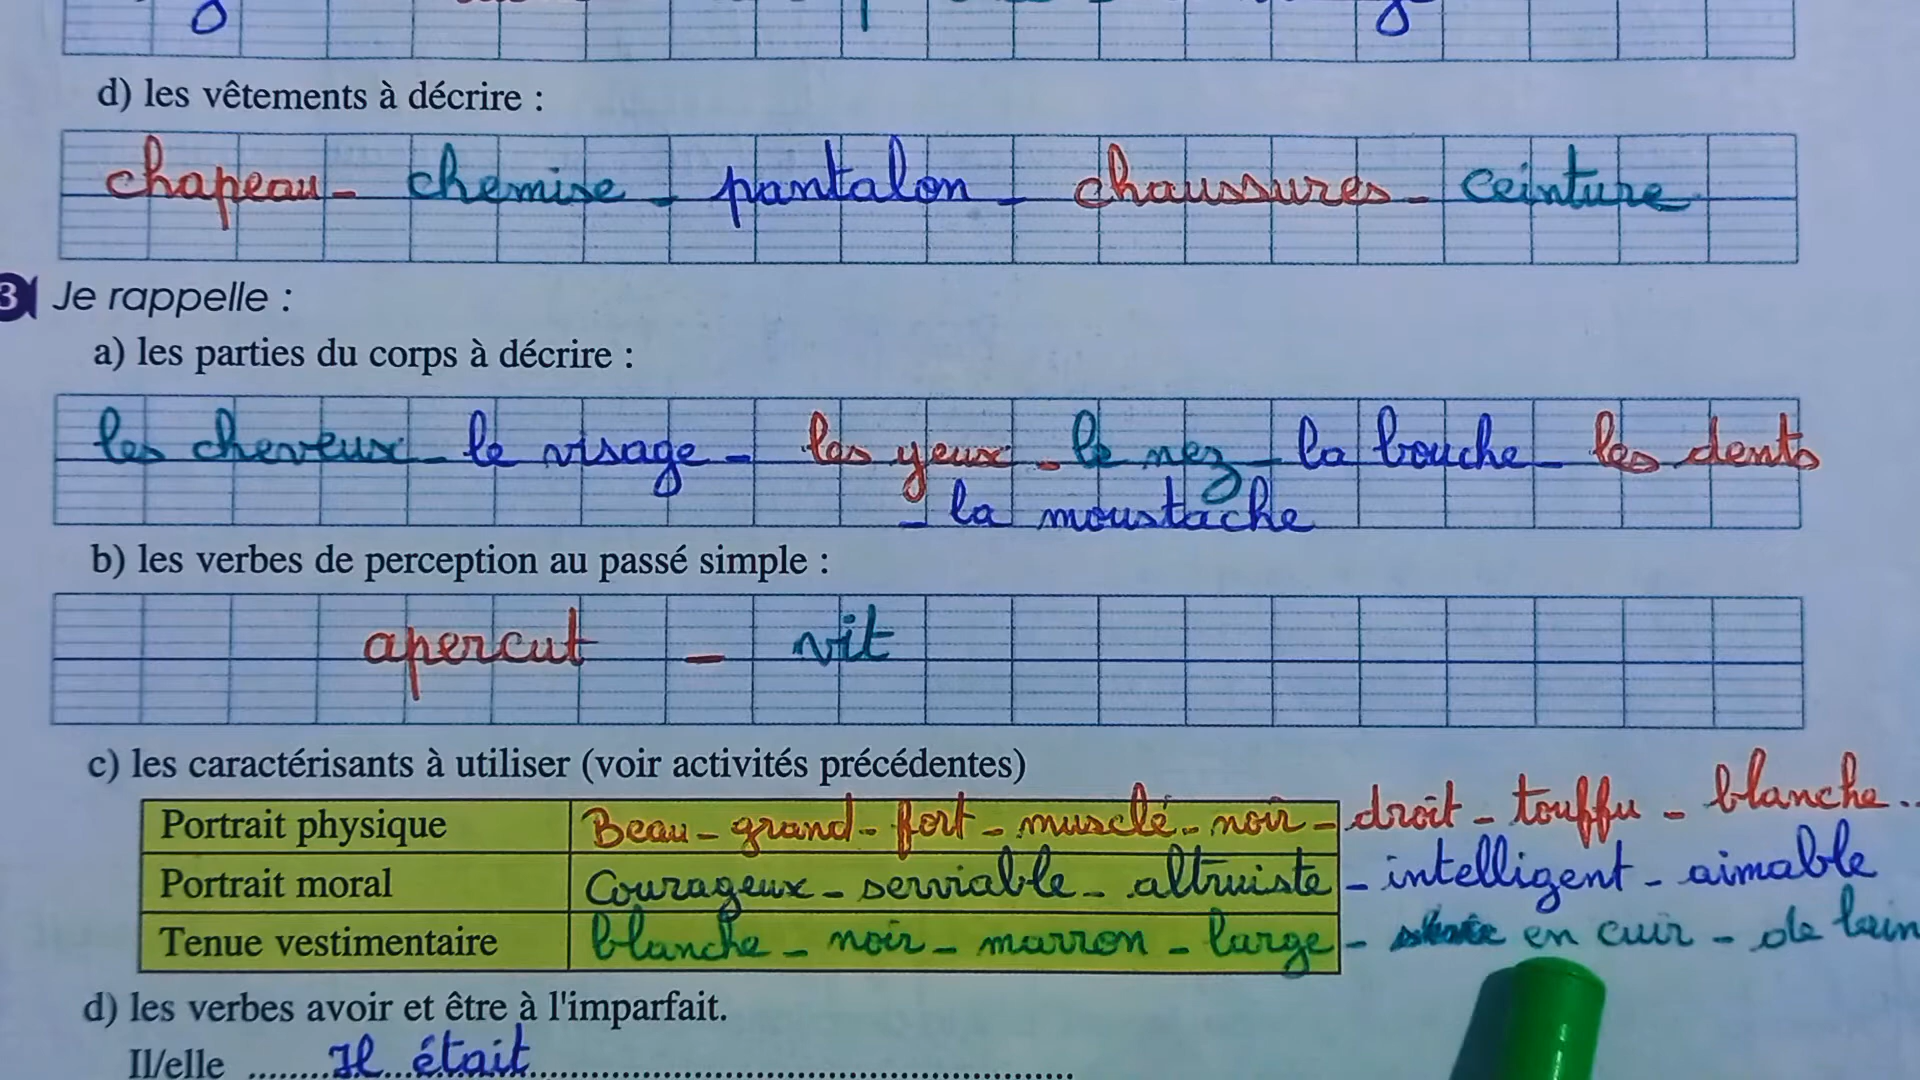 d) les vêtements à décrire :
chapeau - chemise - pantalon - chaussures - ceinture
3 Je rappelle :
a) les parties du corps à décrire :
les cheveux - le visage - les yeux - le nez - la bouche - les dents
- la moustache
b) les verbes de perception au passé simple :
apercut - vit
c) les caractérisants à utiliser (voir activités précédentes)
Portrait physique Beau - grand - fort - musclé - noir - droit - touffu - blanche...
Portrait moral Courageux - serviable - altruiste - intelligent - aimable
Tenue vestimentaire blanche - noir - marron - large - en cuir - de
d) les verbes avoir et être à l'imparfait.
Il/elle ........Il était............................................